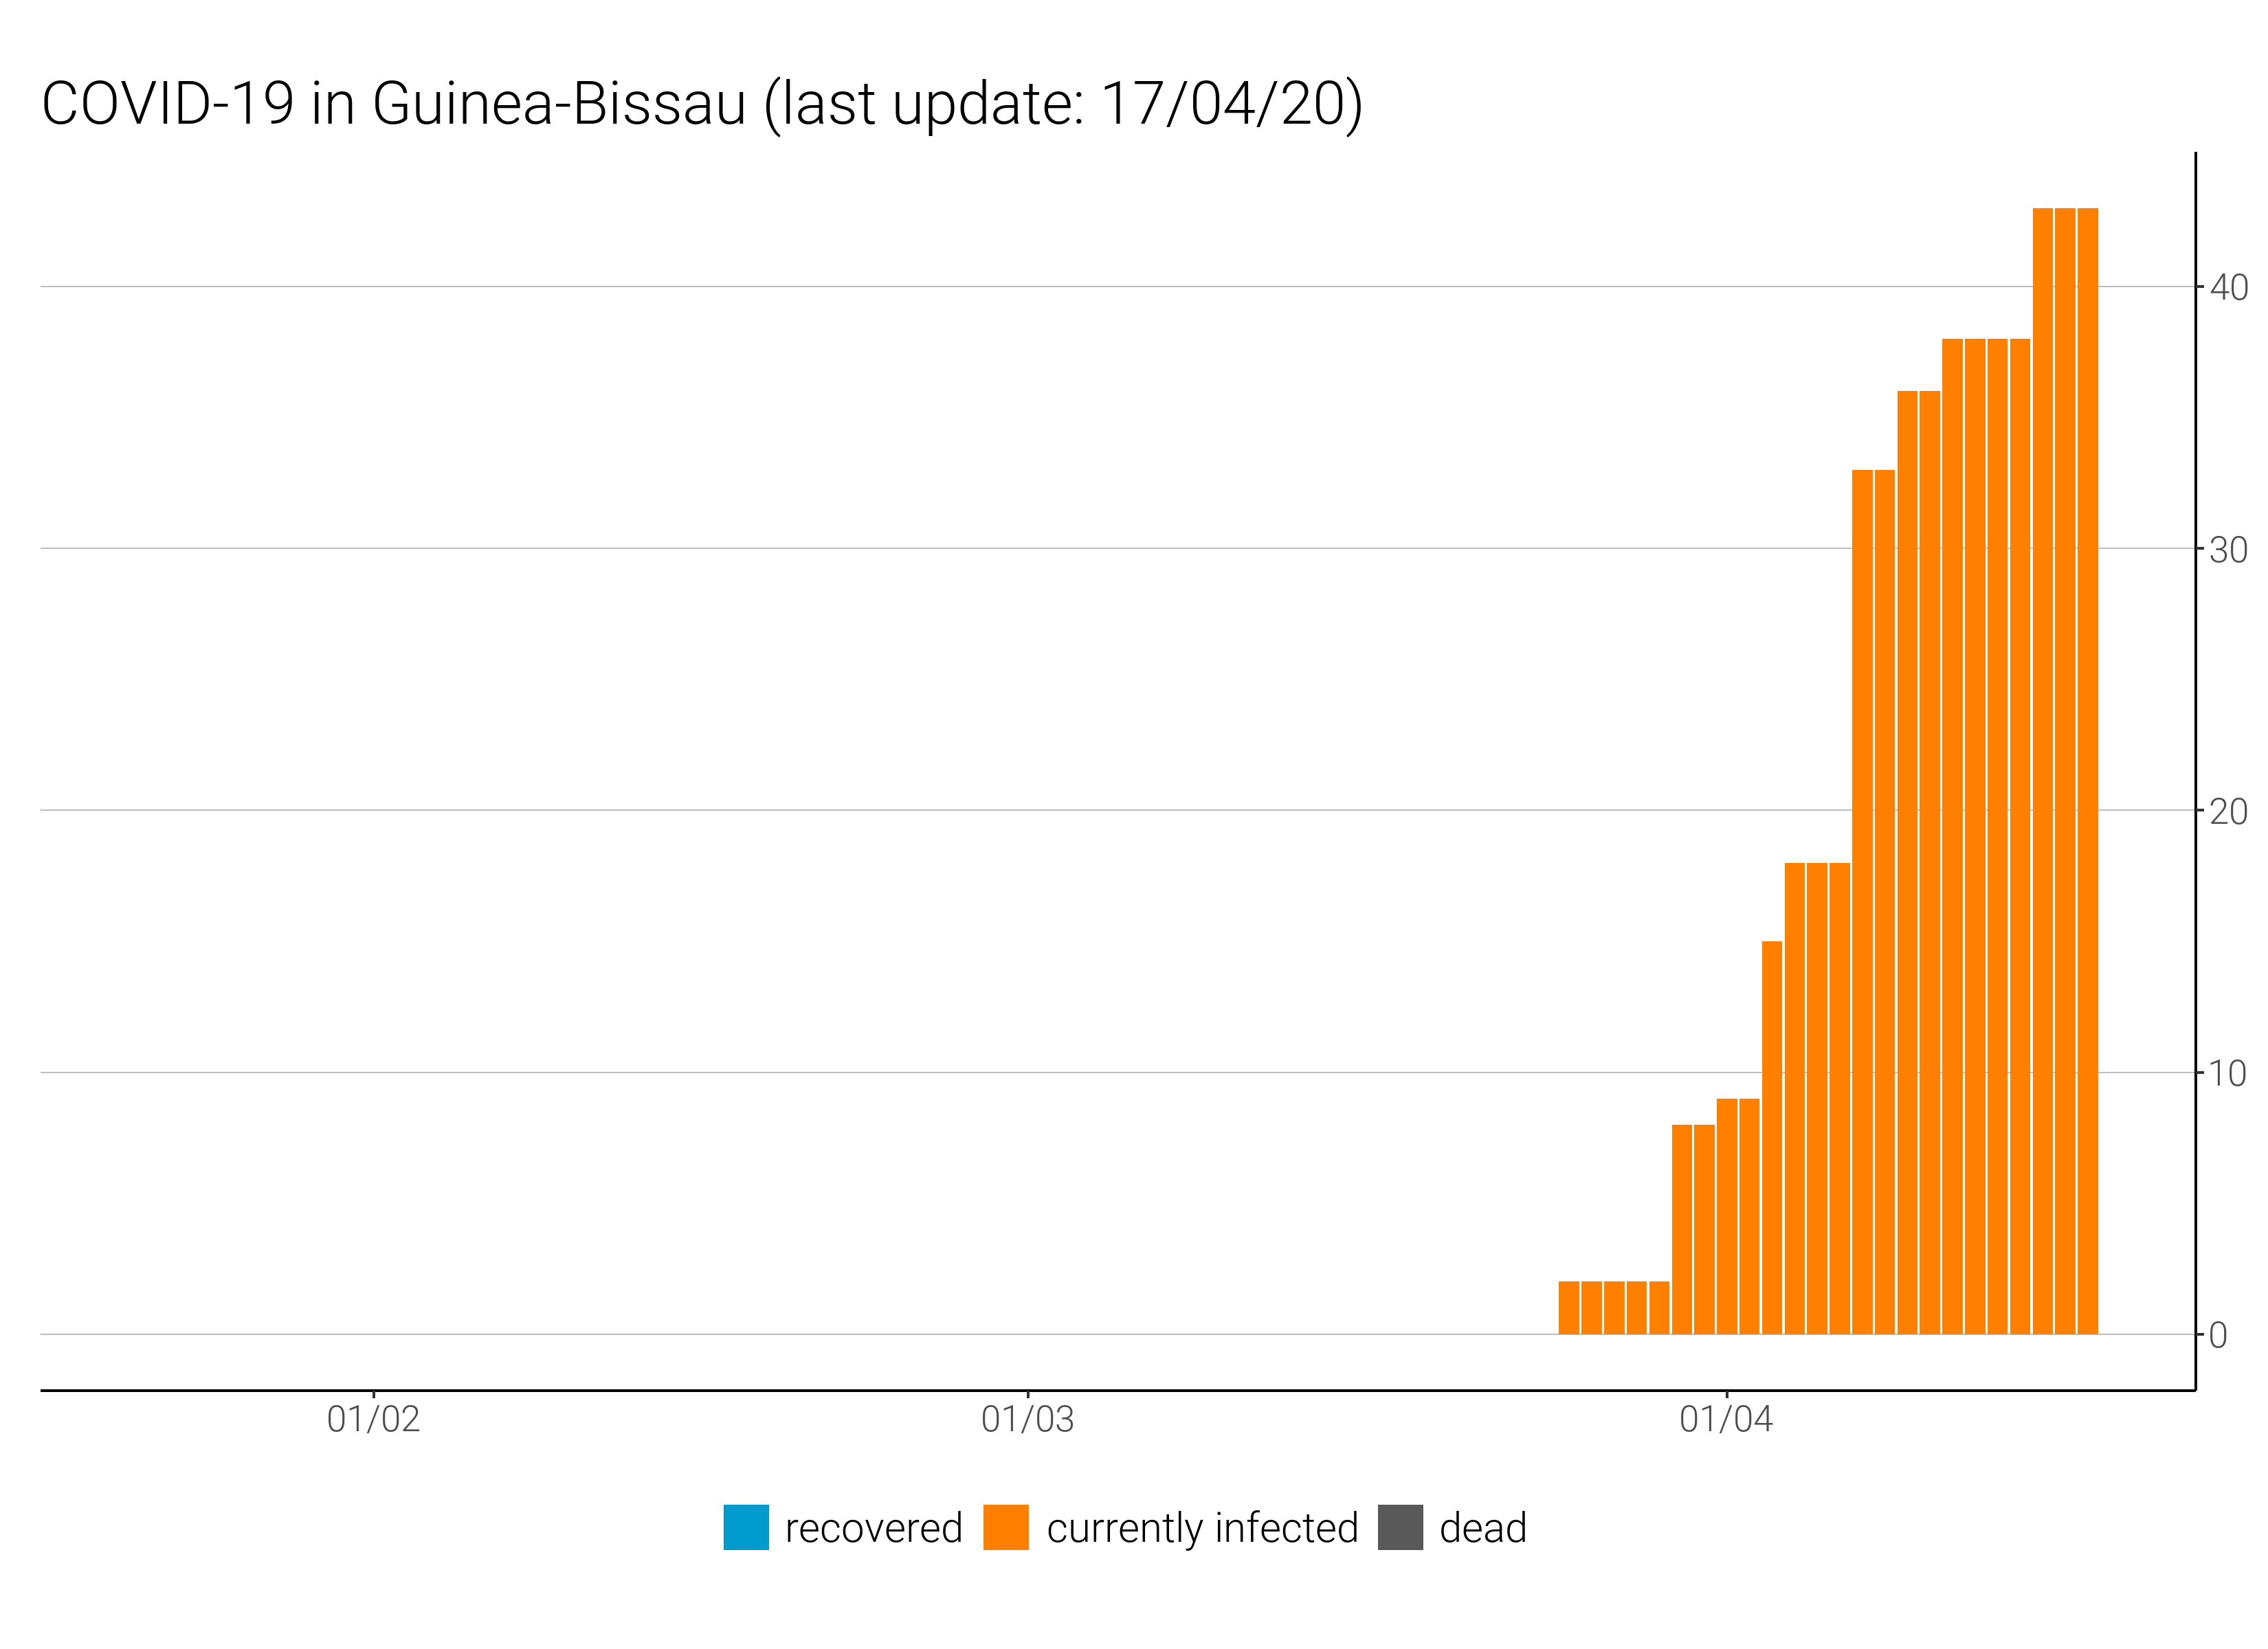 COVID-19 in Guinea-Bissau (last update: 17/04/20)
40
30
20
10
0
01/02 01/03 01/04
recovered currently infected dead